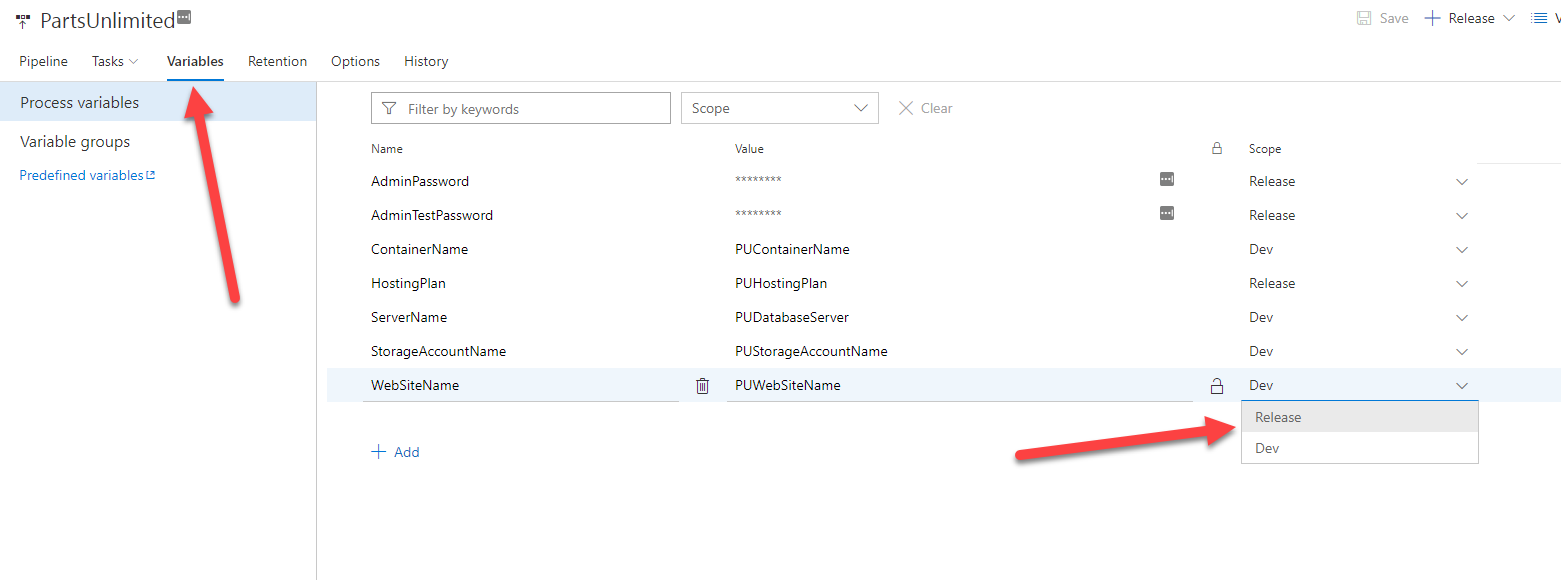 PartsUnlimited
Save + Release V
Pipeline Tasks Variables Retention Options History
Process variables
Variable groups
Predefined variables
Filter by keywords Scope Clear
Name Value Scope
AdminPassword ******** Release
AdminTestPassword ******** Release
ContainerName PUContainerName Dev
HostingPlan PUHostingPlan Release
ServerName PUDatabaseServer Dev
StorageAccountName PUStorageAccountName Dev
WebSiteName PUWebSiteName Dev
Release
Dev
+ Add